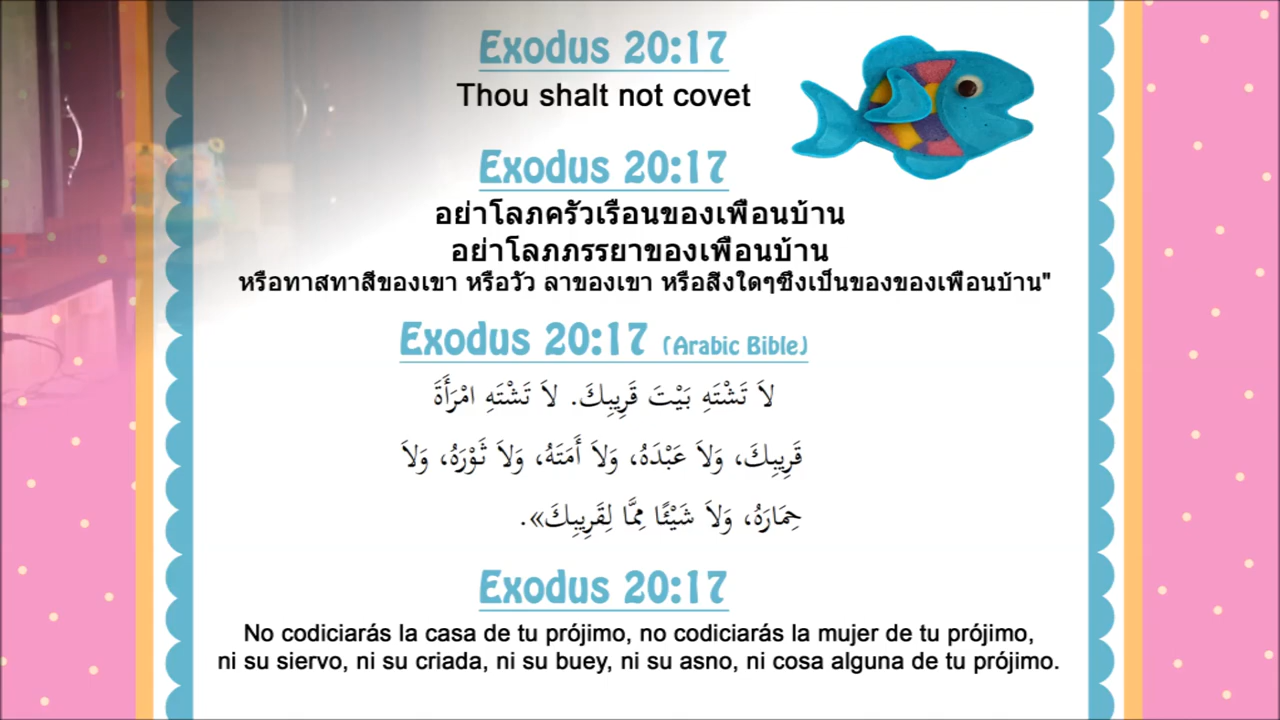 Exodus 20:17
Thou shalt not covet
Exodus 20:17
อย่าโลภครัวเรือนของเพื่อนบ้าน
อย่าโลภภรรยาของเพื่อนบ้าน
หรือทาสทาสีของเขา หรือวัว ลาของเขา หรือสิ่งใดๆซึ่งเป็นของของเพื่อนบ้าน"
Exodus 20:17 (Arabic Bible)
لاَ تَشْتَهِ بَيْتَ قَرِيبِكَ. لاَ تَشْتَهِ امْرَأَةَ
قَرِيبِكَ، وَلاَ عَبْدَهُ، وَلاَ أَمَتَهُ، وَلاَ ثَوْرَهُ، وَلاَ
حِمَارَهُ، وَلاَ شَيْئًا مِمَّا لِقَرِيبِكَ».
Exodus 20:17
No codiciarás la casa de tu prójimo, no codiciarás la mujer de tu prójimo,
ni su siervo, ni su criada, ni su buey, ni su asno, ni cosa alguna de tu prójimo.